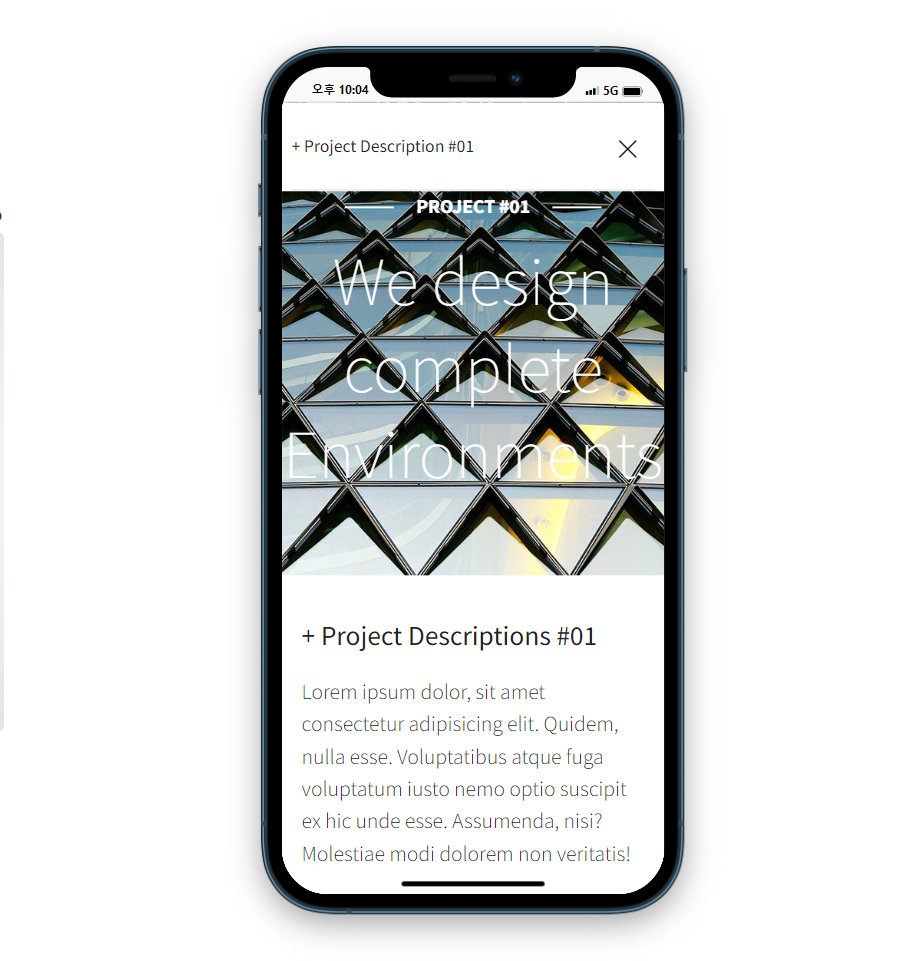 오후 10:04
5G
+ Project Description #01
PROJECT #01
We design
complete
Environments
+ Project Descriptions #01
Lorem ipsum dolor, sit amet
consectetur adipisicing elit. Quidem,
nulla esse. Voluptatibus atque fuga
voluptatum iusto nemo optio suscipit
ex hic unde esse. Assumenda, nisi?
Molestiae modi dolorem non veritatis!